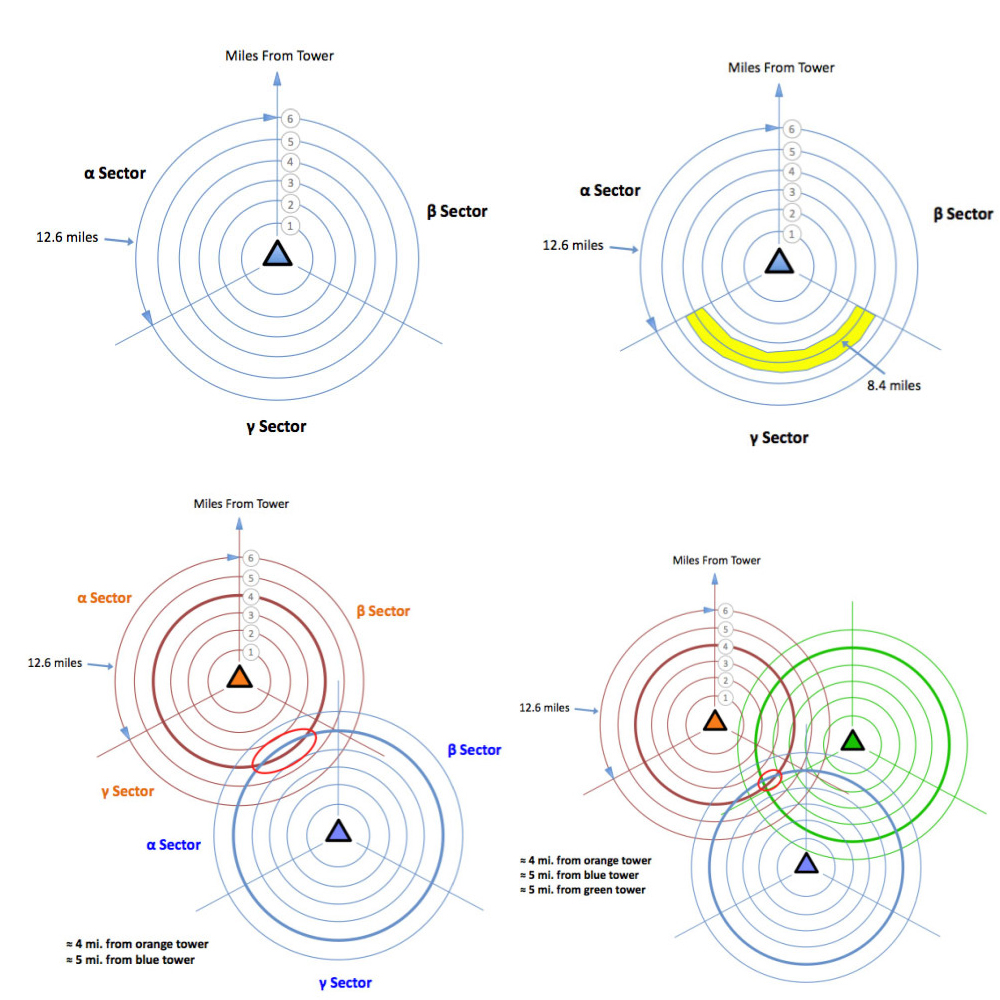 Miles From Tower
6
5
4
3
2
1
α Sector
β Sector
12.6 miles
γ Sector
Miles From Tower
6
5
4
3
2
1
α Sector
β Sector
12.6 miles
8.4 miles
γ Sector
Miles From Tower
6
5
4
3
2
1
α Sector
β Sector
12.6 miles
γ Sector
β Sector
α Sector
≈ 4 mi. from orange tower
≈ 5 mi. from blue tower
γ Sector
Miles From Tower
6
5
4
3
2
1
12.6 miles
≈ 4 mi. from orange tower
≈ 5 mi. from blue tower
≈ 5 mi. from green tower